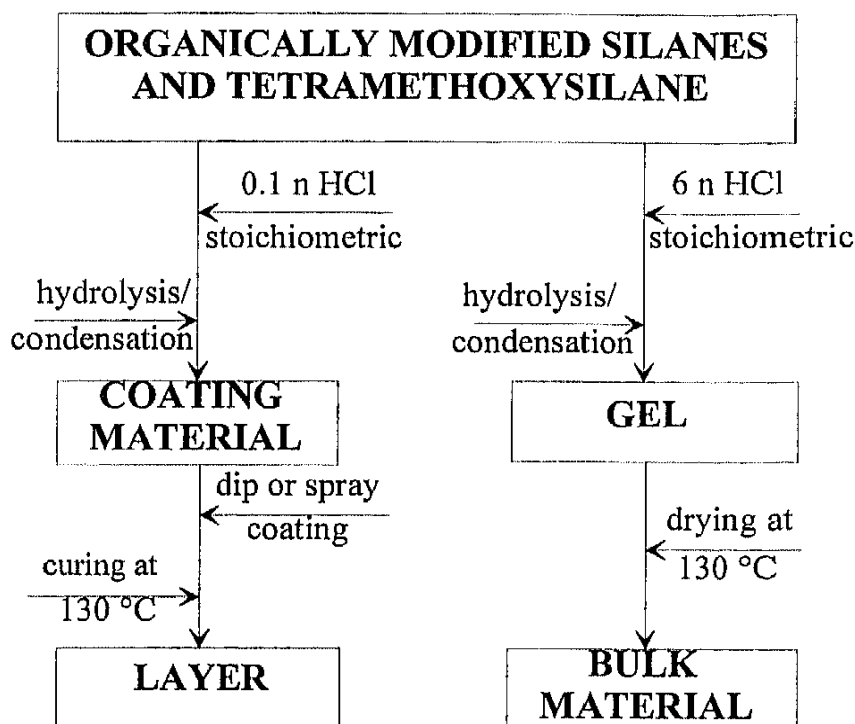 ORGANICALLY MODIFIED SILANES
AND TETRAMETHOXYSILANE
0.1 n HCl
stoichiometric
hydrolysis/
condensation
COATING
MATERIAL
dip or spray
coating
curing at
130 °C
LAYER
6 n HCl
stoichiometric
hydrolysis/
condensation
GEL
drying at
130 °C
BULK
MATERIAL